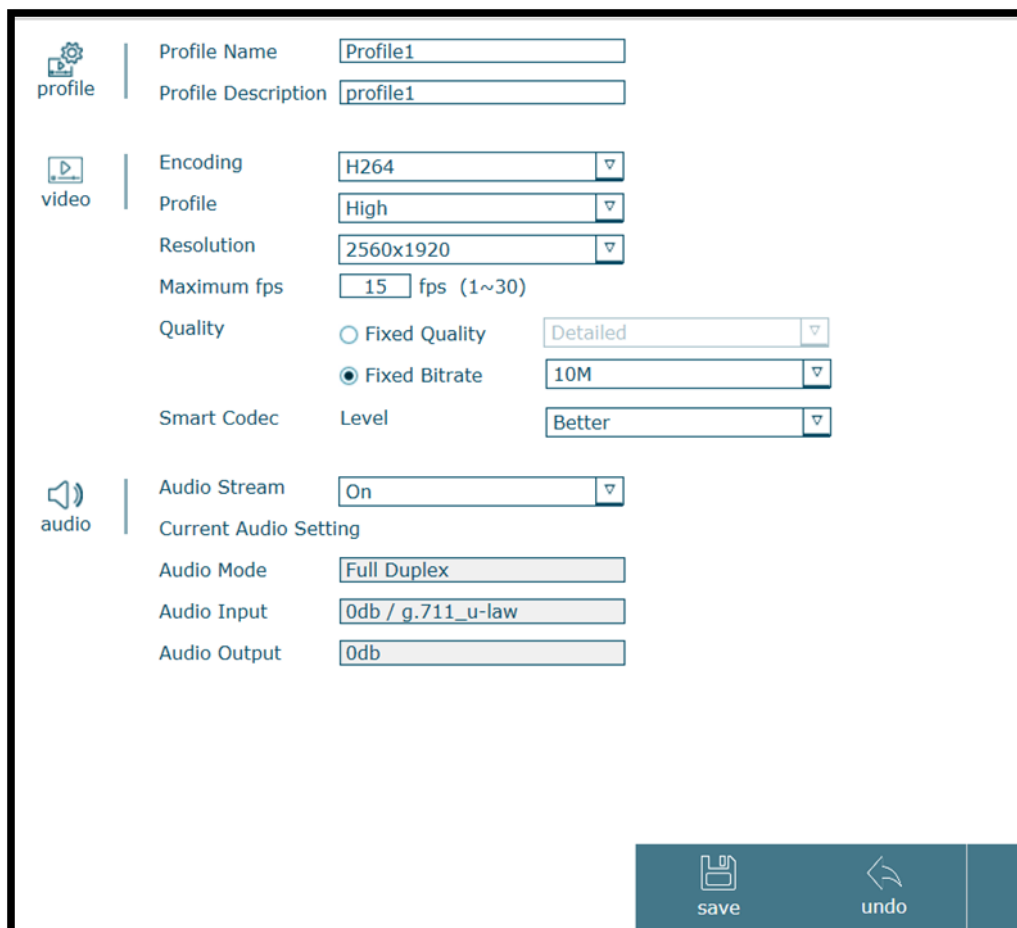 profile
Profile Name Profile1
Profile Description profile1
video
Encoding H264
Profile High
Resolution 2560x1920
Maximum fps 15 fps (1~30)
Quality Fixed Quality Detailed
Fixed Bitrate 10M
Smart Codec Level Better
audio
Audio Stream On
Current Audio Setting
Audio Mode Full Duplex
Audio Input 0db / g.711_u-law
Audio Output 0db
save undo